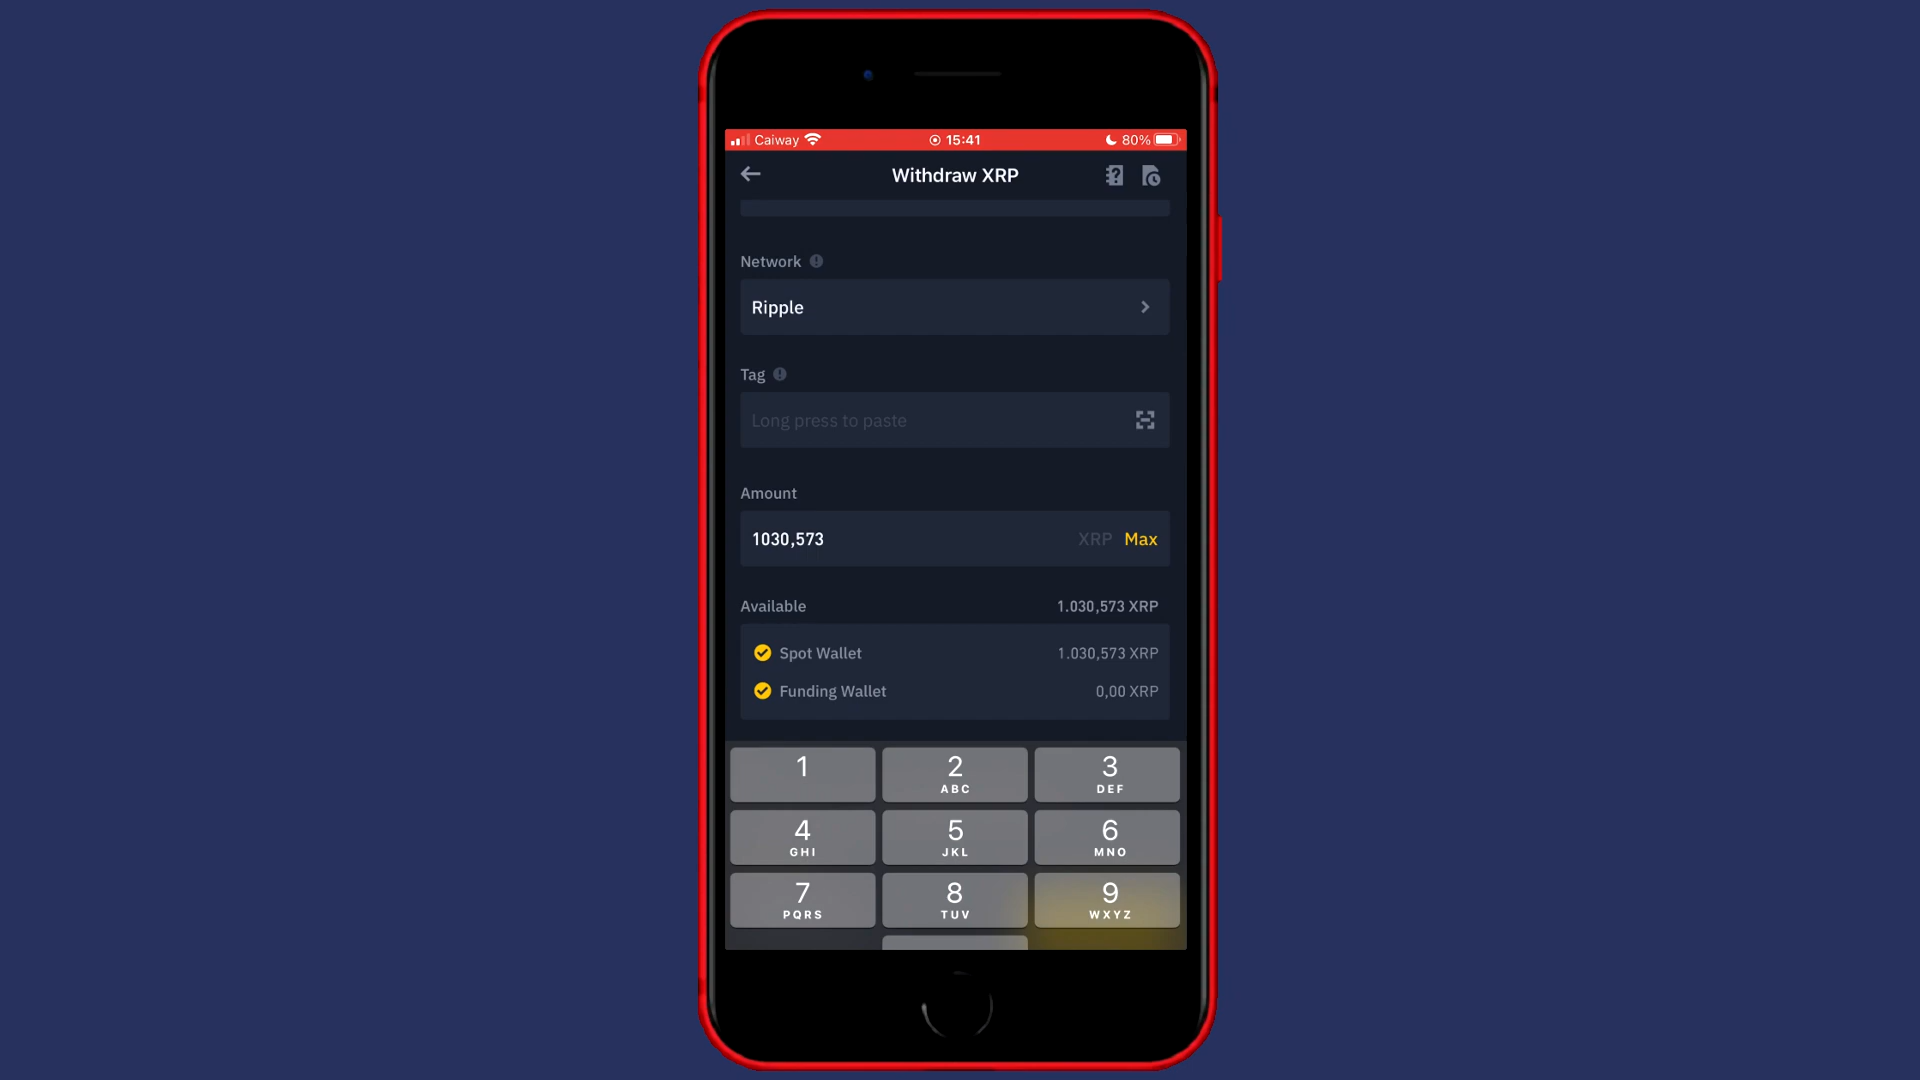 Caiway 15:41 80%
Withdraw XRP
Network
Ripple
Tag
Long press to paste
Amount
1030,573 XRP Max
Available 1.030,573 XRP
Spot Wallet 1.030,573 XRP
Funding Wallet 0,00 XRP
1 2 3
ABC DEF
4 5 6
GHI JKL MNO
7 8 9
PQRS TUV WXYZ